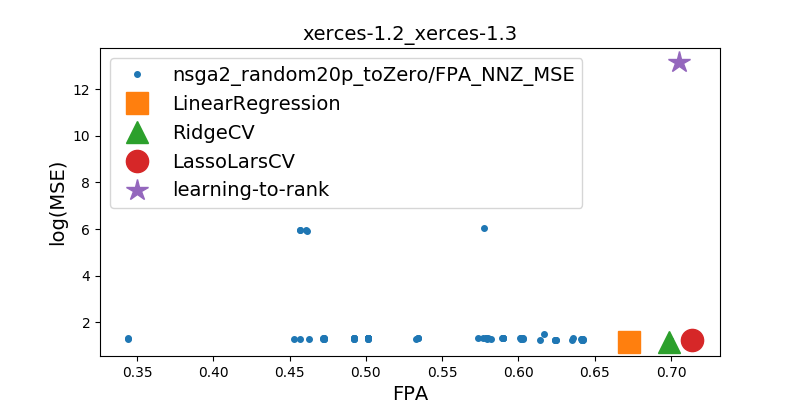 xerces-1.2_xerces-1.3
nsga2_random20p_toZero/FPA_NNZ_MSE
LinearRegression
RidgeCV
LassoLarsCV
learning-to-rank
log(MSE)
12
10
8
6
4
2
0.35 0.40 0.45 0.50 0.55 0.60 0.65 0.70
FPA